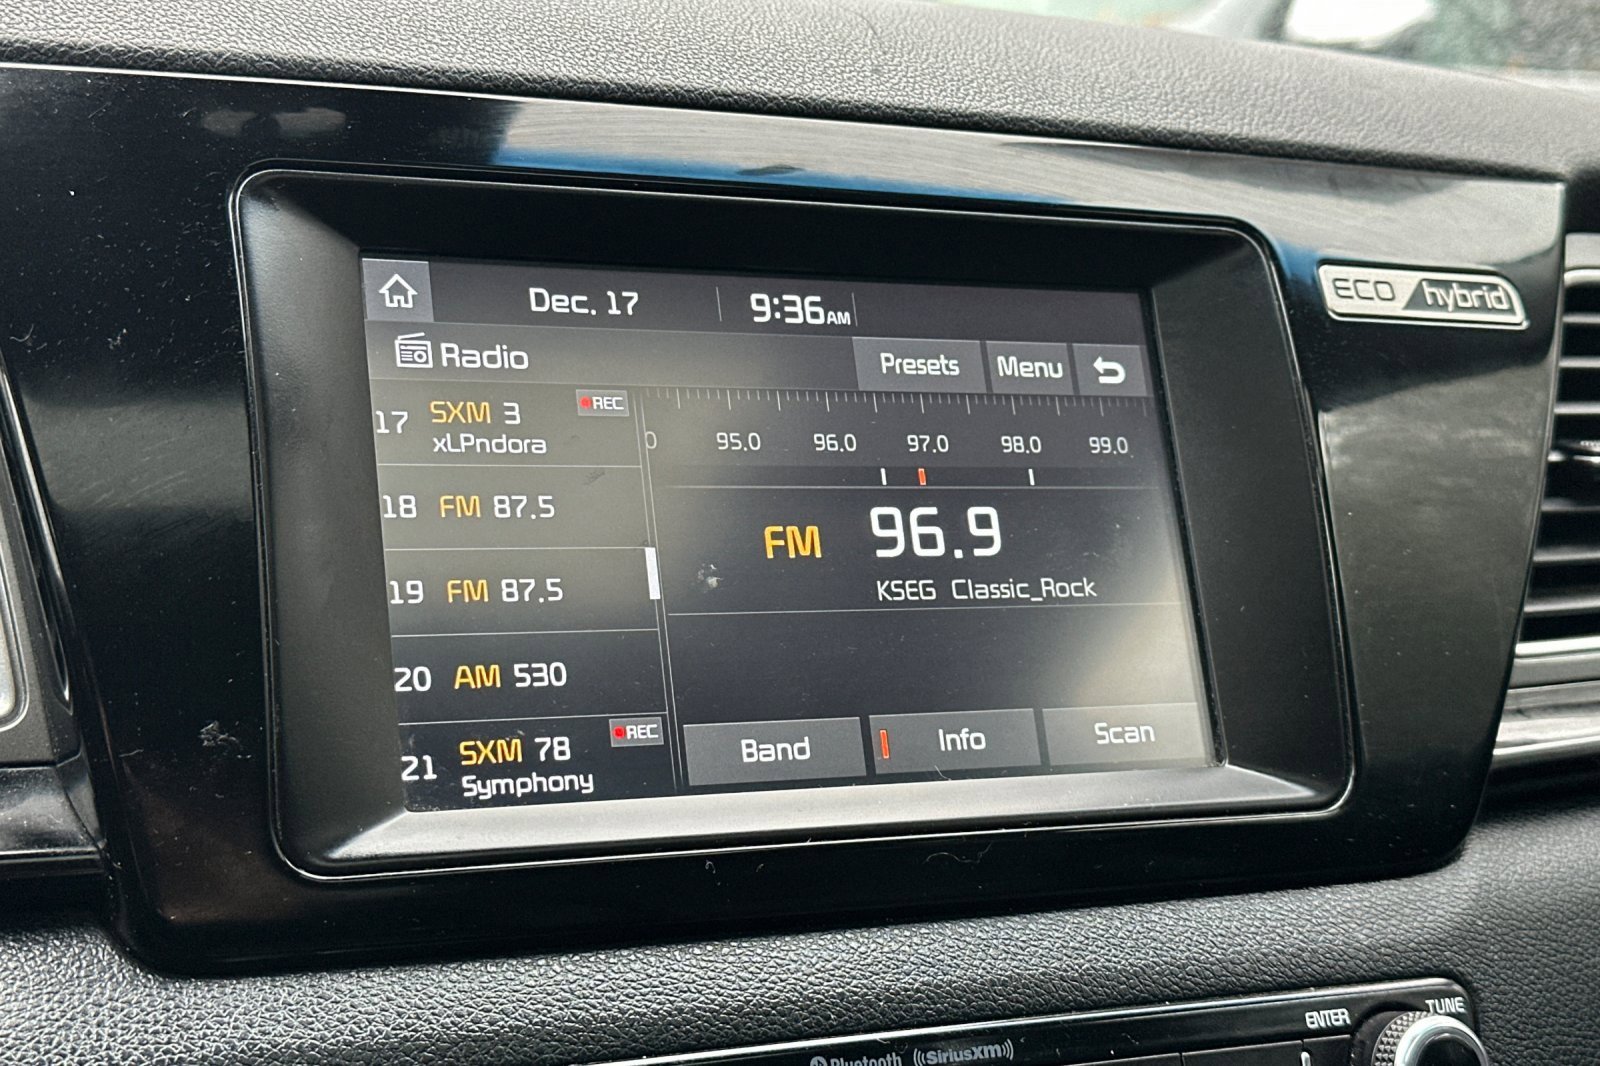 Dec. 17
9:36AM
Radio
Presets
Menu
17 SXM 3
REC
xLPndora
18 FM 87.5
19 FM 87.5
20 AM 530
21 SXM 78
REC
Symphony
0 95.0 96.0 97.0 98.0 99.0
FM 96.9
KSEG Classic_Rock
Band
Info
Scan
ECO hybrid
ENTER
TUNE
Bluetooth
((SiriusXM))